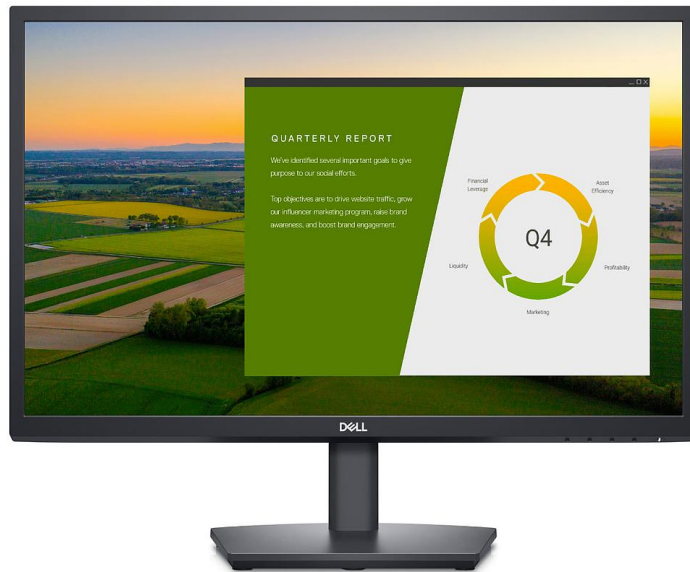 QUARTERLY REPORT
We've identified several important goals to give
purpose to our social efforts.
Top objectives are to drive website traffic, grow
our influencer marketing program, raise brand
awareness, and boost brand engagement.
Financial
Leverage
Asset
Efficiency
Q4
Liquidity
Profitability
Marketing
DELL